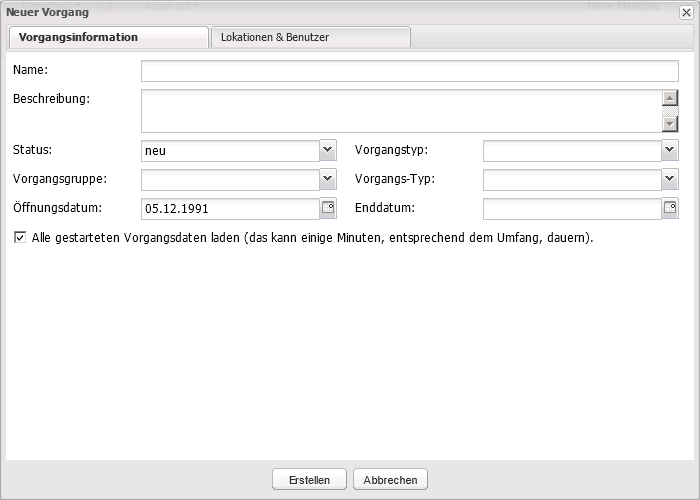 Neuer Vorgang
Vorgangsinformation
Lokationen & Benutzer
Name:
Beschreibung:
Status: neu Vorgangstyp:
Vorgangsgruppe: Vorgangs-Typ:
Öffnungsdatum: 05.12.1991 Enddatum:
Alle gestarteten Vorgangsdaten laden (das kann einige Minuten, entsprechend dem Umfang, dauern).
Erstellen Abbrechen